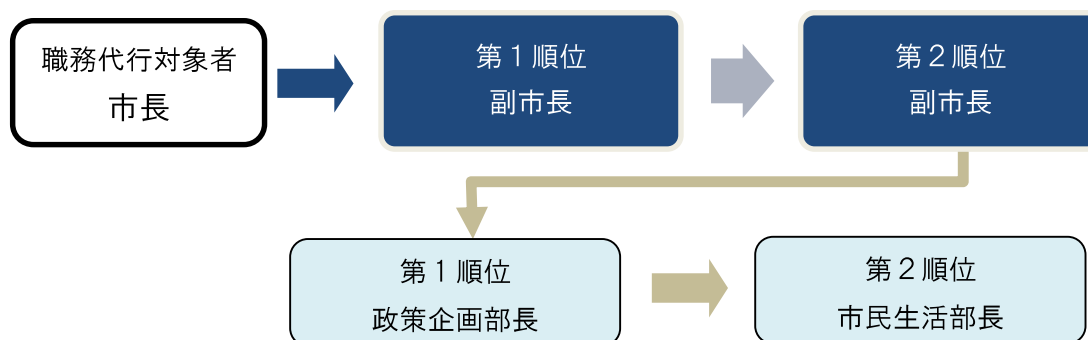 職務代行対象者
市長
第１順位
副市長
第２順位
副市長
第１順位
政策企画部長
第２順位
市民生活部長